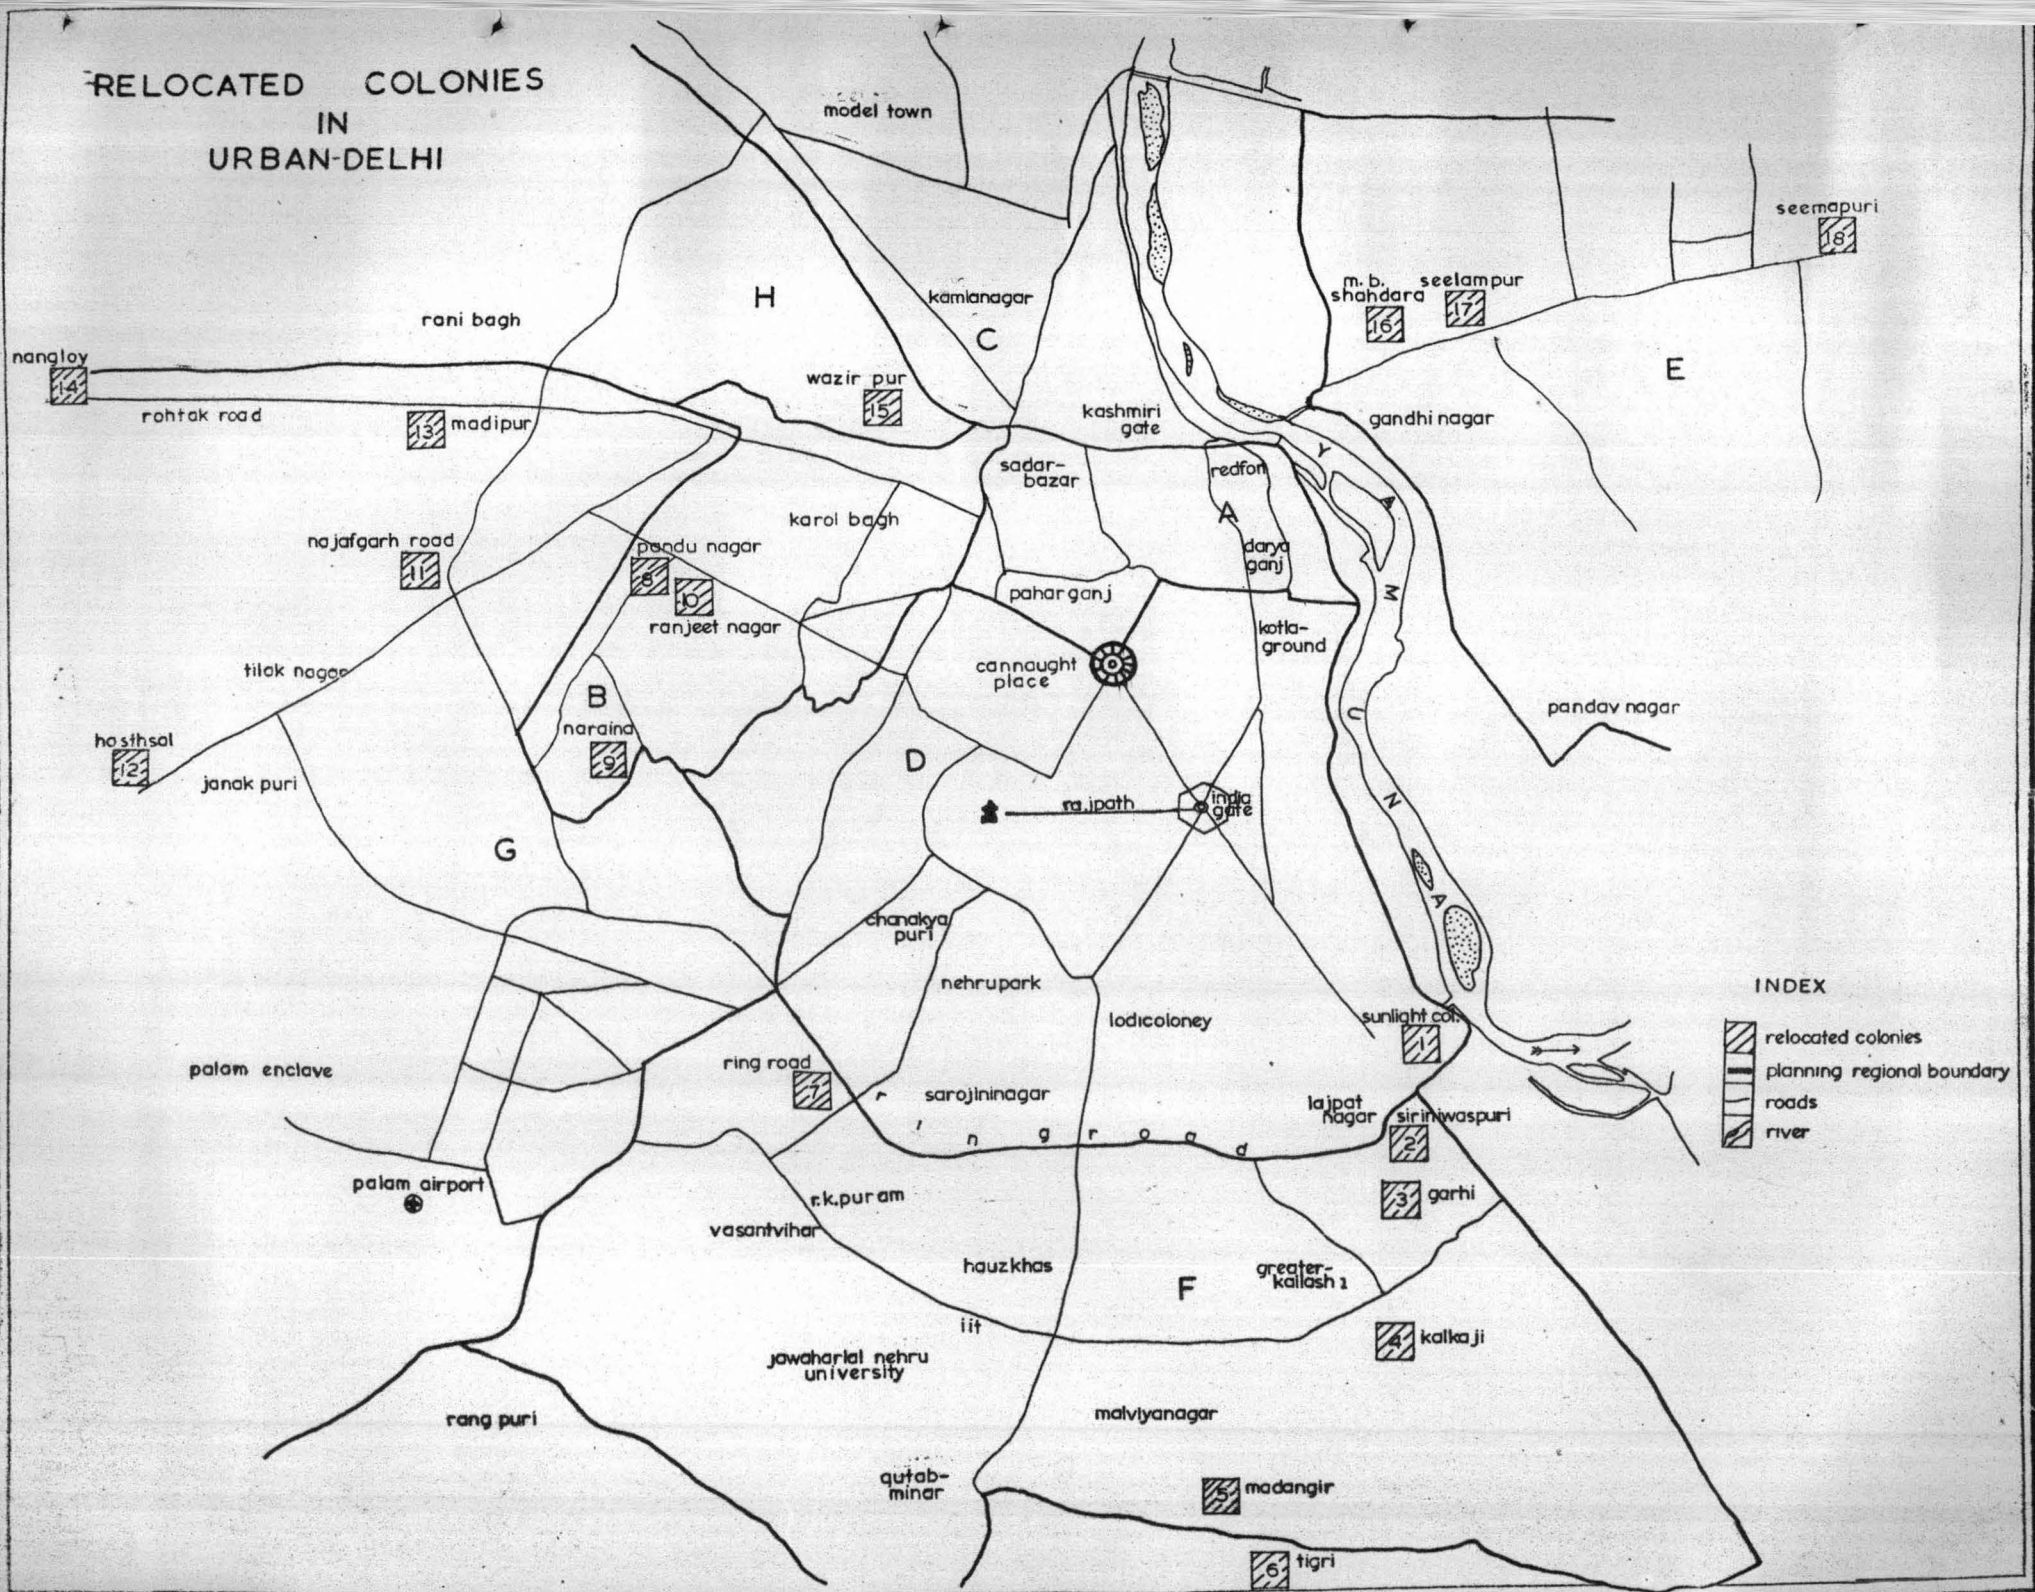 RELOCATED COLONIES
IN
URBAN-DELHI
model town
seemapuri
18
m. b.
shahdara
16
seelampur
17
H
kamlanagar
C
rani bagh
E
nangloy
14
wazir pur
15
rohtak road
13
madipur
kashmiri
gate
gandhi nagar
sadar-
bazar
redfort
Y
A
M
U
N
A
karol bagh
A
najafgarh road
11
pandu nagar
8
10
ranjeet nagar
darya
ganj
paharganj
kotla-
ground
cannaught
place
tilak nagar
B
naraina
9
pandav nagar
hasthsal
12
janak puri
D
rajpath
india
gate
G
chanakya
puri
nehrupark
lodicoloney
sunlight col.
1
INDEX
relocated colonies
planning regional boundary
roads
river
palam enclave
ring road
7
sarojininagar
r i n g r o a d
lajpat
nagar
siriniwaspuri
2
palam airport
r.k.puram
3
garhi
vasantvihar
hauzkhas
F
greater-
kailash 1
iit
4
kalkaji
jawaharlal nehru
university
rang puri
malviyanagar
qutab-
minar
5
madangir
6
tigri